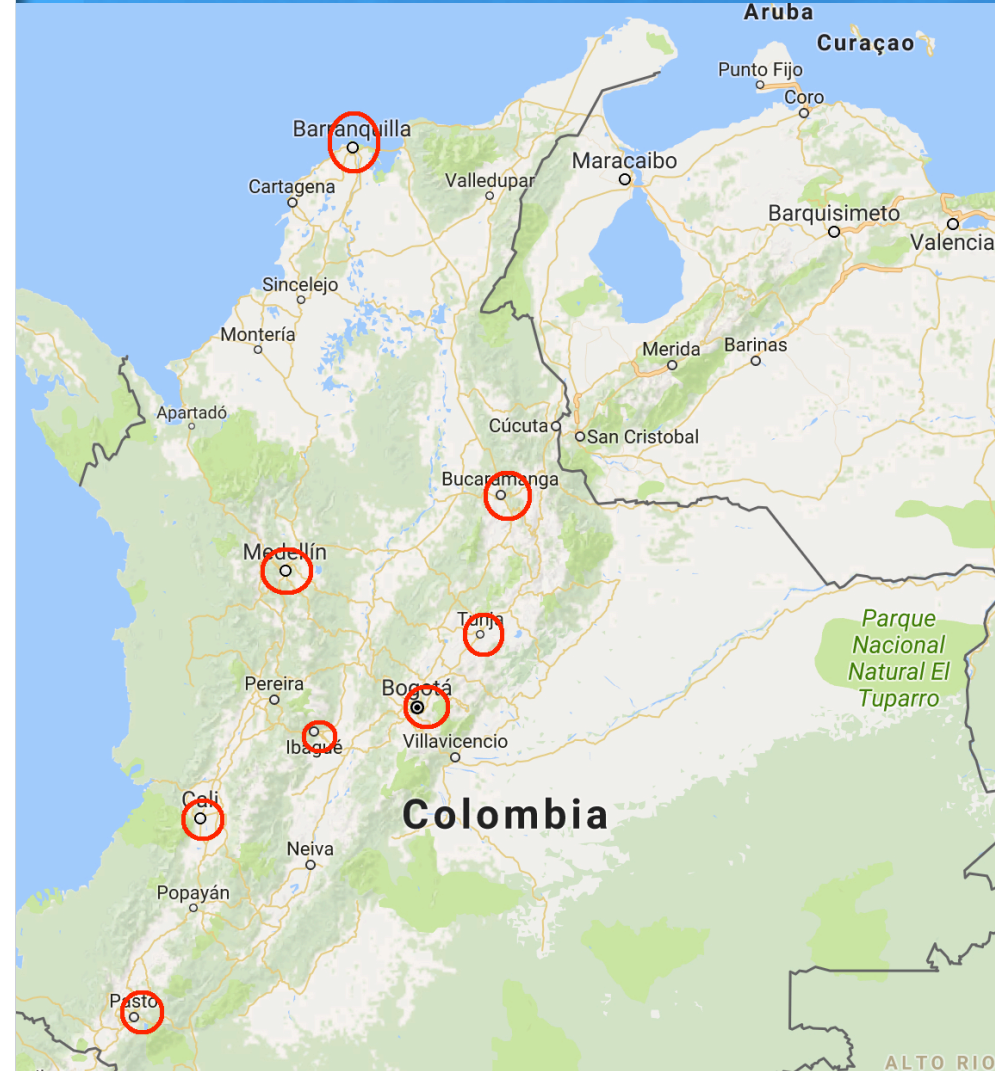 Aruba
Curaçao
Punto Fijo
Coro
Barranquilla
Maracaibo
Cartagena
Valledupar
Barquisimeto
Valencia
Sincelejo
Montería
Merida
Barinas
Apartadó
Cúcuta
San Cristobal
Bucaramanga
Medellín
Tunja
Parque
Nacional
Natural El
Tuparro
Pereira
Bogotá
Ibagué
Villavicencio
Cali
Colombia
Neiva
Popayán
Pasto
ALTO RIO